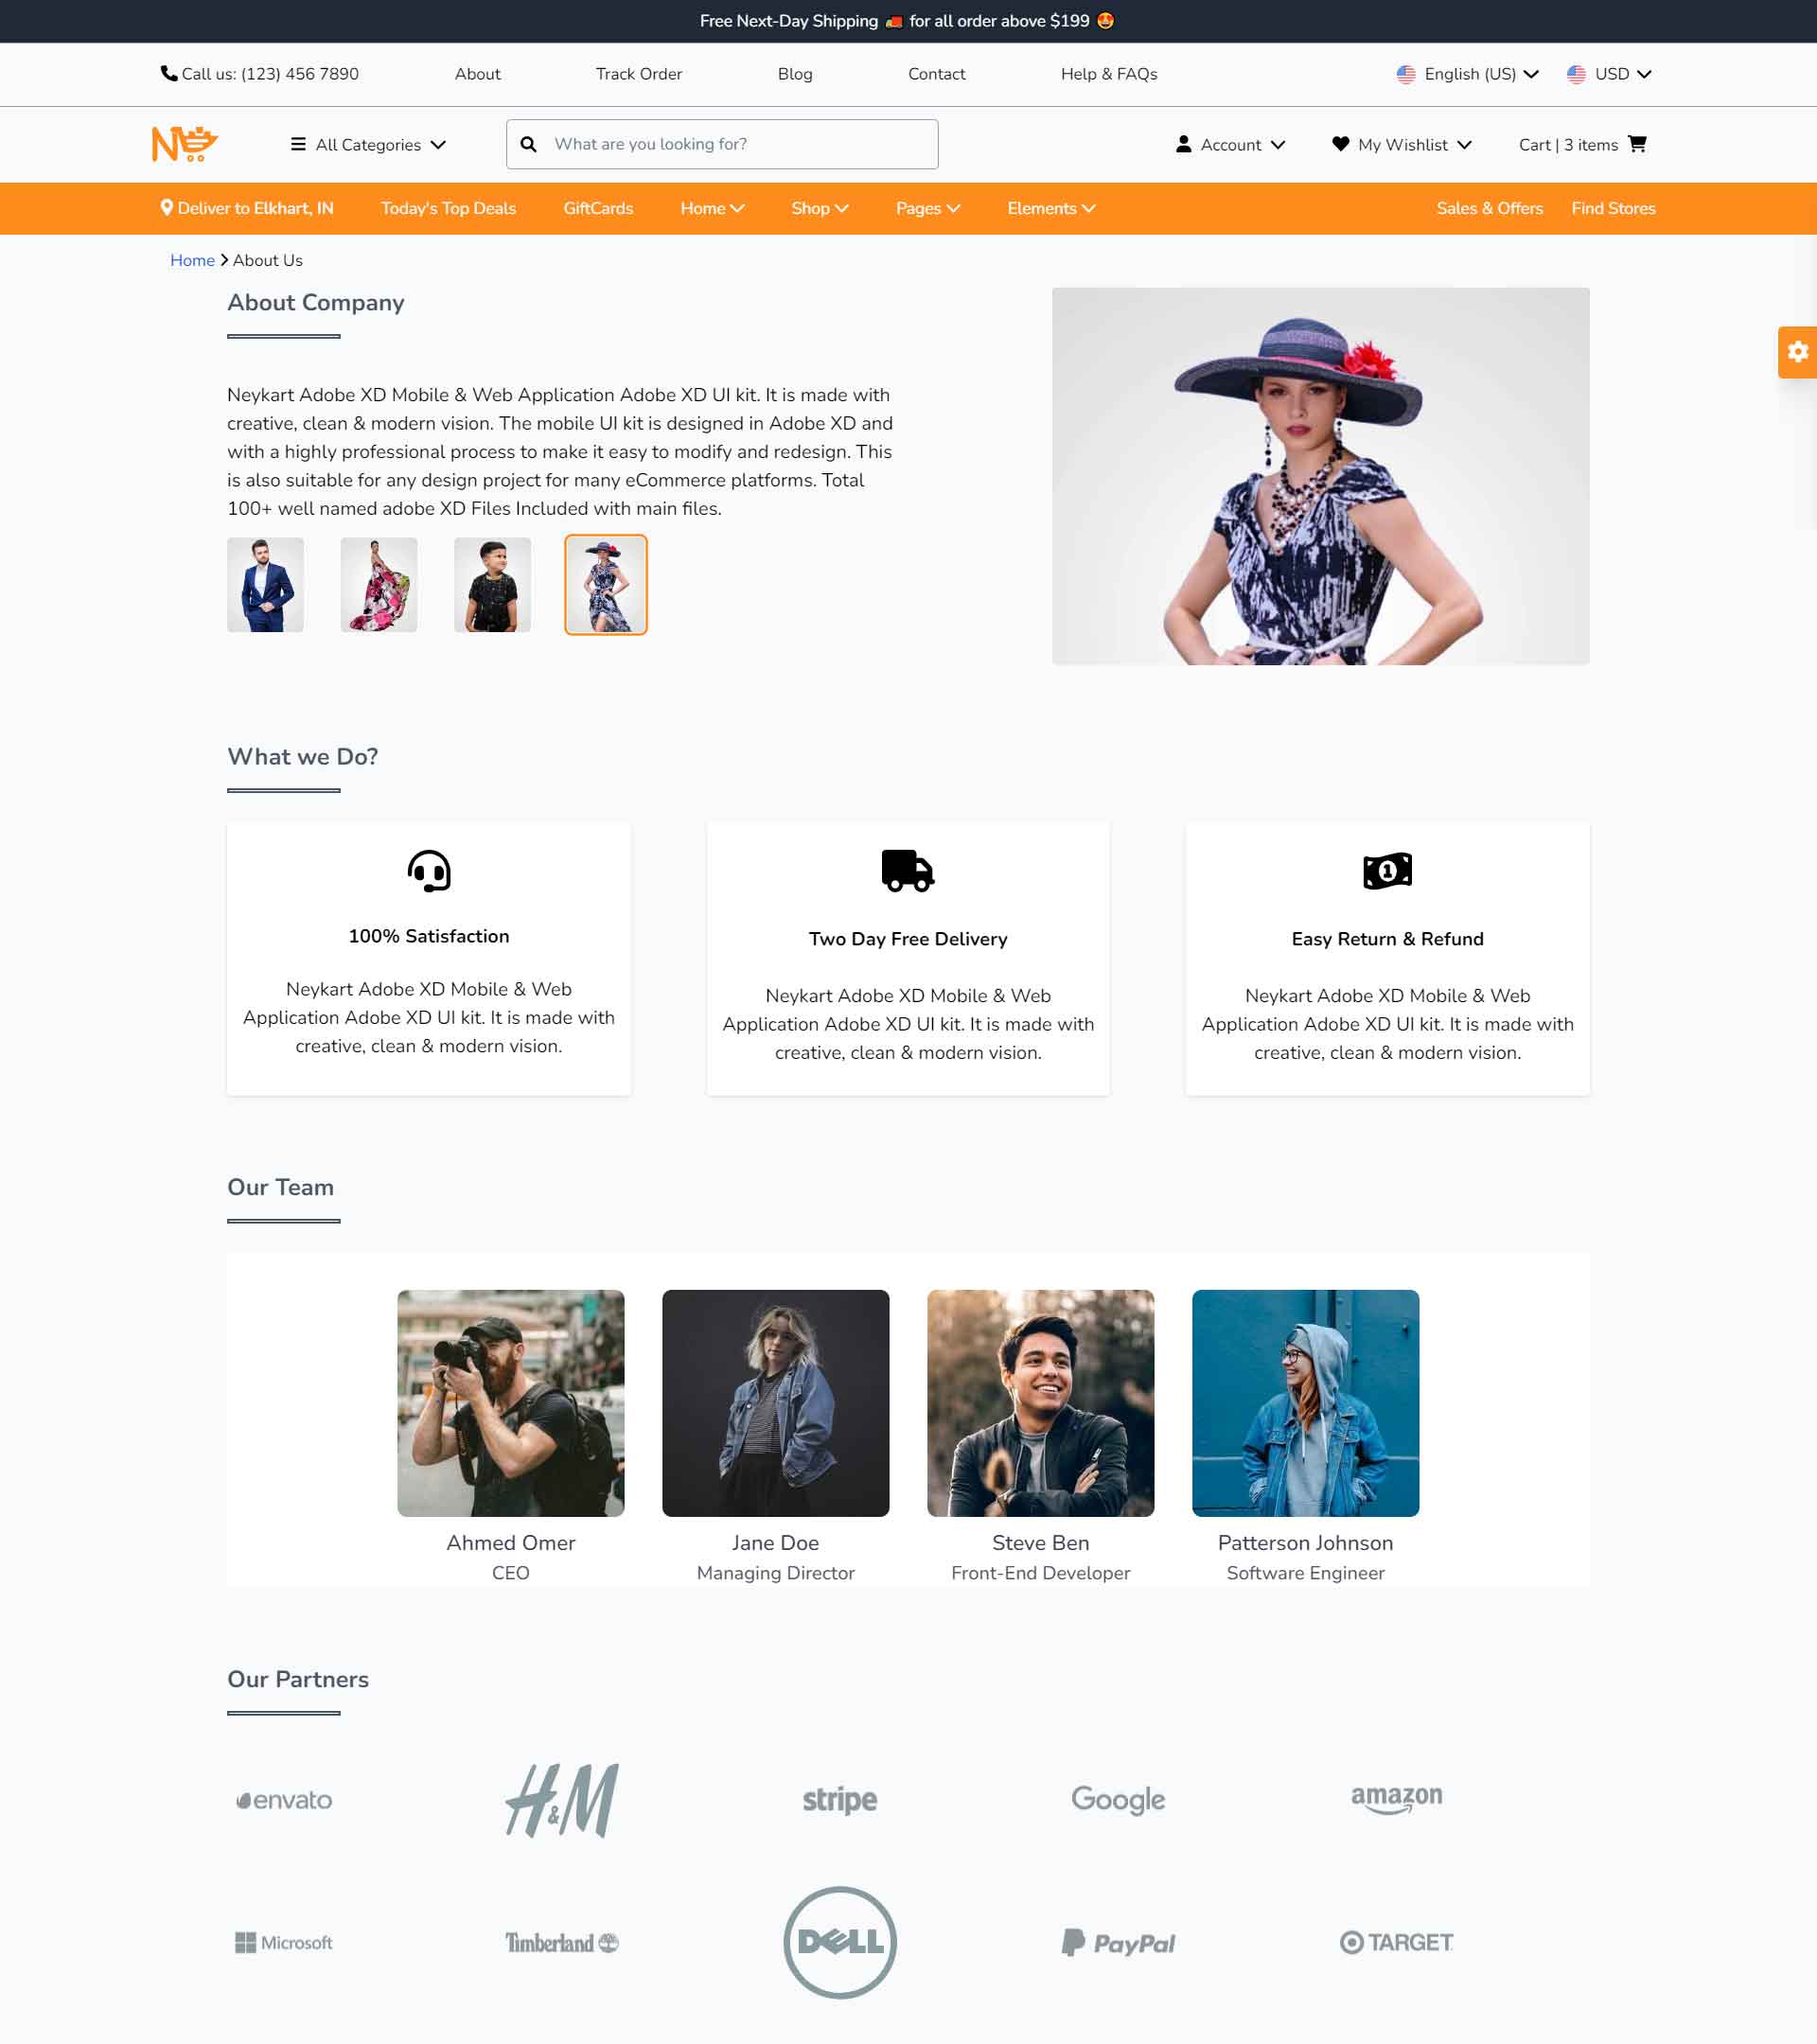 Free Next-Day Shipping 🚚 for all order above $199 😍
Call us: (123) 456 7890 About Track Order Blog Contact Help & FAQs English (US) USD
N All Categories What are you looking for? Account My Wishlist Cart | 3 items
Deliver to Elkhart, IN Today's Top Deals GiftCards Home Shop Pages Elements Sales & Offers Find Stores
Home > About Us
About Company
Neykart Adobe XD Mobile & Web Application Adobe XD UI kit. It is made with
creative, clean & modern vision. The mobile UI kit is designed in Adobe XD and
with a highly professional process to make it easy to modify and redesign. This
is also suitable for any design project for many eCommerce platforms. Total
100+ well named adobe XD Files Included with main files.
What we Do?
100% Satisfaction
Neykart Adobe XD Mobile & Web
Application Adobe XD UI kit. It is made with
creative, clean & modern vision.
Two Day Free Delivery
Neykart Adobe XD Mobile & Web
Application Adobe XD UI kit. It is made with
creative, clean & modern vision.
1
Easy Return & Refund
Neykart Adobe XD Mobile & Web
Application Adobe XD UI kit. It is made with
creative, clean & modern vision.
Our Team
Ahmed Omer
CEO
Jane Doe
Managing Director
Steve Ben
Front-End Developer
Patterson Johnson
Software Engineer
Our Partners
envato H&M stripe Google amazon
Microsoft Timberland DELL PayPal TARGET